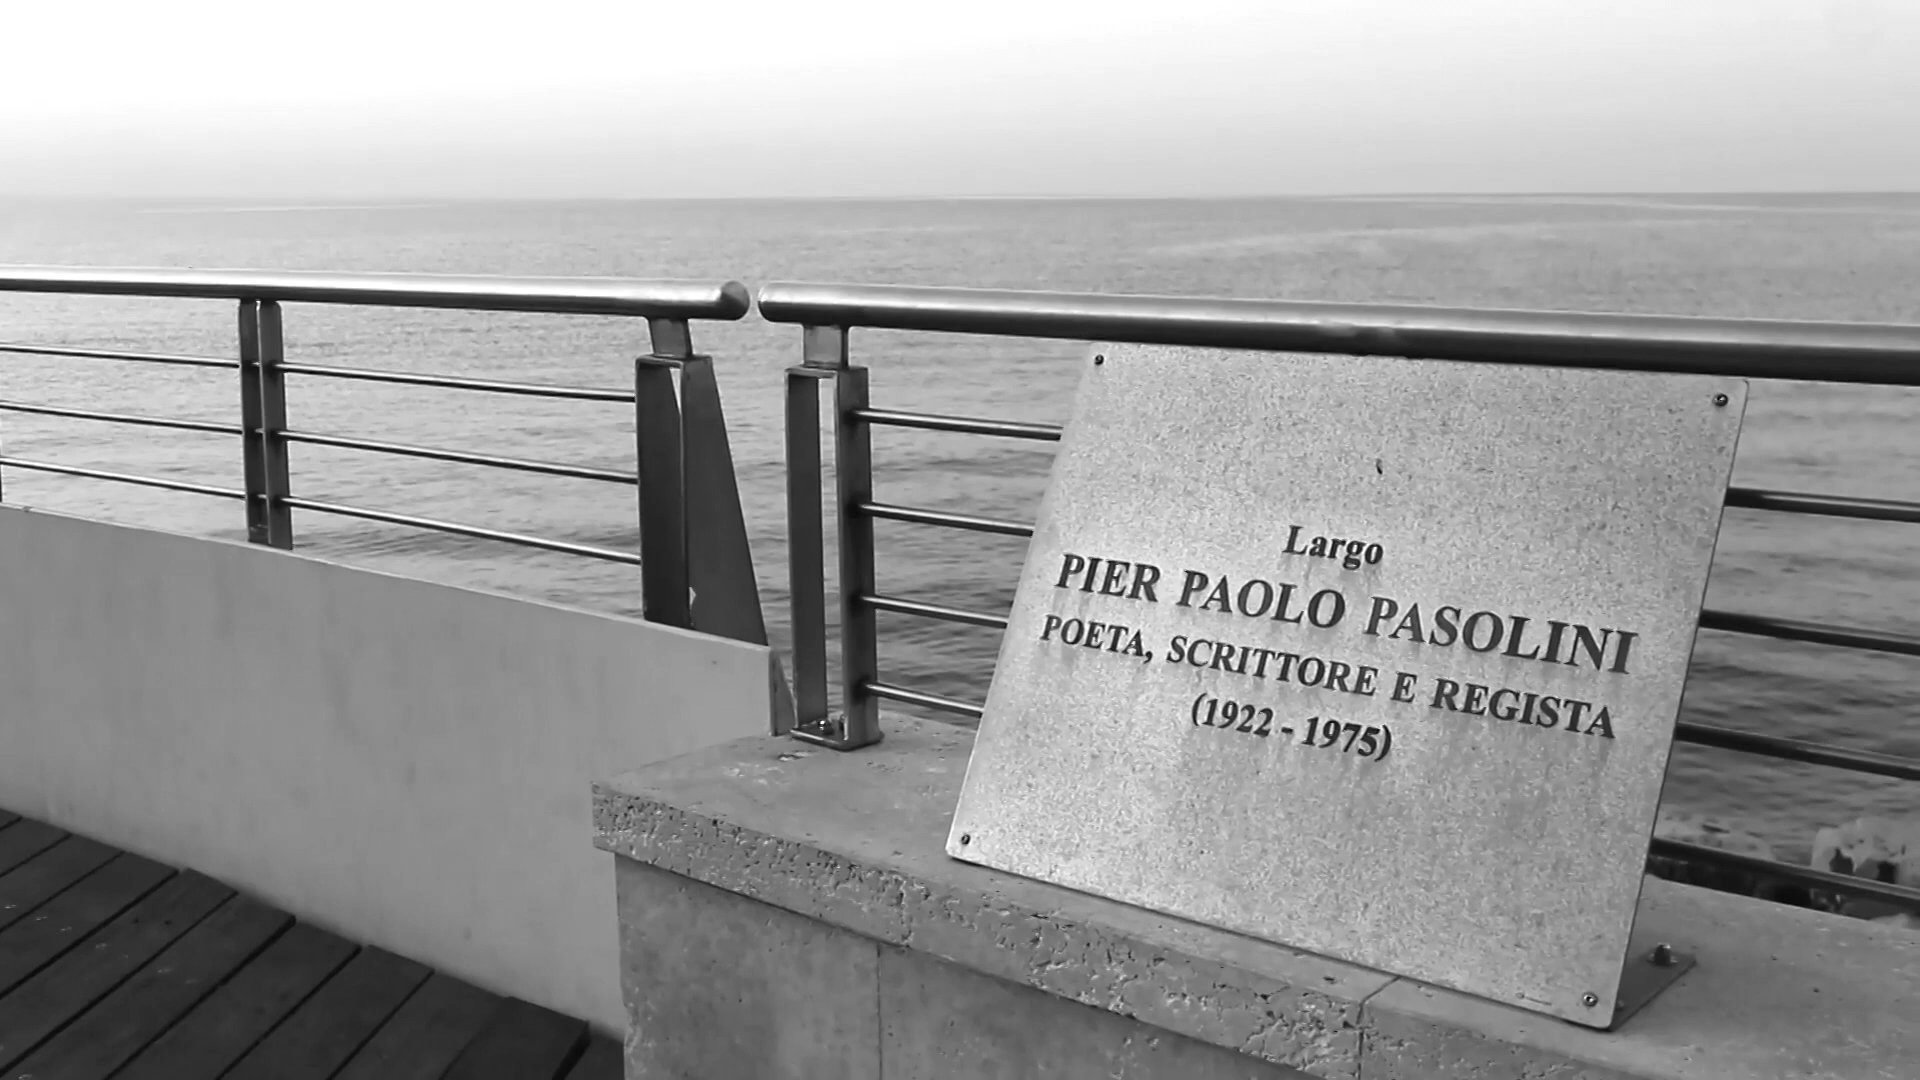 Largo
PIER PAOLO PASOLINI
POETA, SCRITTORE E REGISTA
(1922 - 1975)